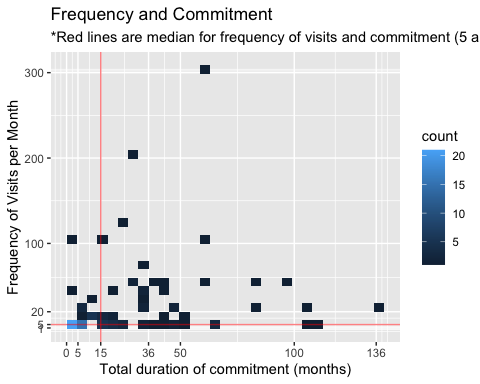 Frequency and Commitment
*Red lines are median for frequency of visits and commitment (5 a
Frequency of Visits per Month
300
200
100
20
5
1
0 5 15 36 50 100 136
Total duration of commitment (months)
count
20
15
10
5